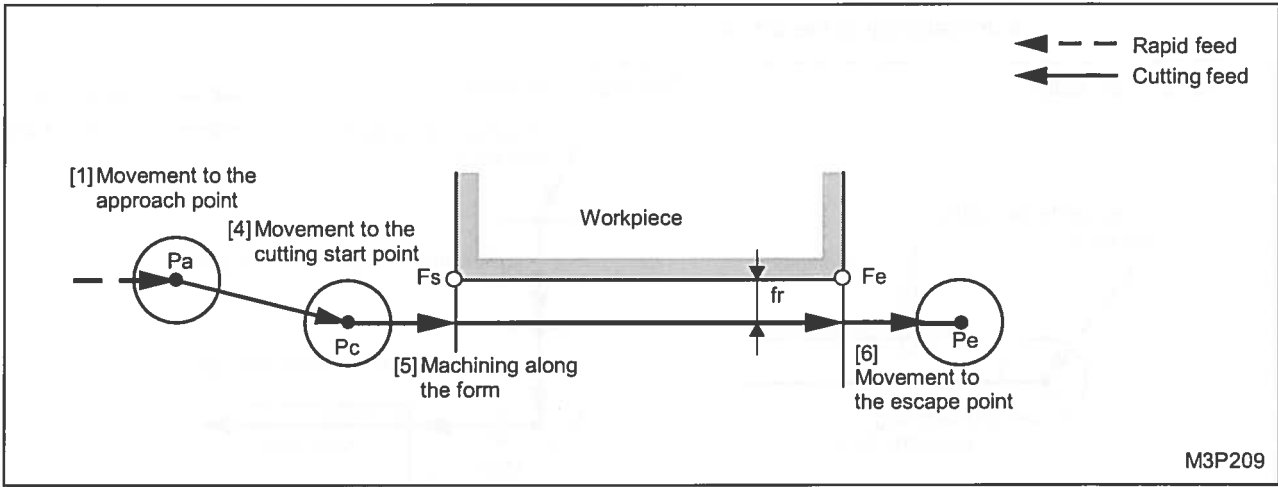 Rapid feed
Cutting feed
[1] Movement to the
approach point
[4] Movement to the
cutting start point
Workpiece
Pa
Fs
Fe
fr
Pc
Pe
[5] Machining along
the form
[6]
Movement to
the escape point
M3P209